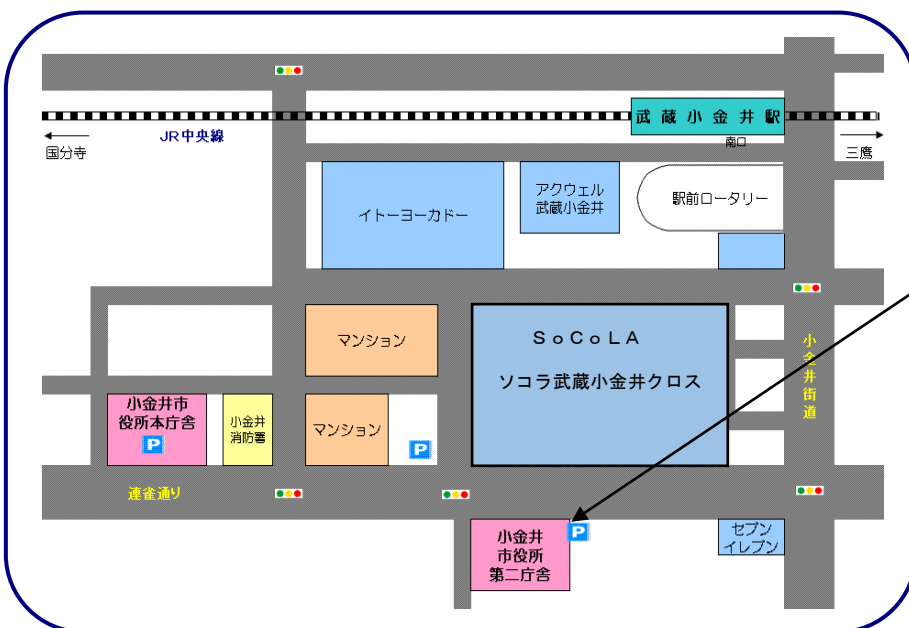 武蔵小金井駅
JR中央線
南口
国分寺
三鷹
アクウェル
武蔵小金井
駅前ロータリー
イトーヨーカドー
マンション
SoCoLA
ソコラ武蔵小金井クロス
小金井街道
小金井市
役所本庁舎
P
小金井
消防署
マンション
P
連雀通り
小金井
市役所
第二庁舎
P
セブン
イレブン